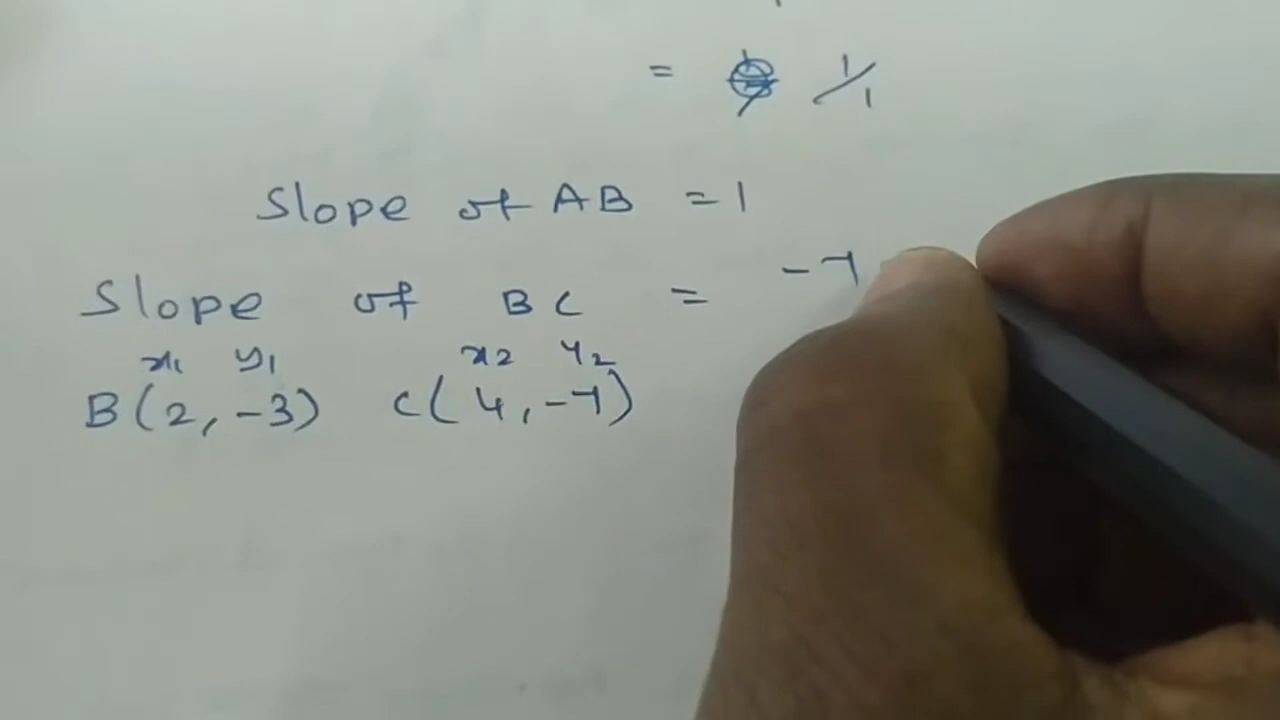 = 1/1
Slope of AB = 1
Slope of BC = -7
x1 y1 x2 y2
B(2, -3) C(4, -7)